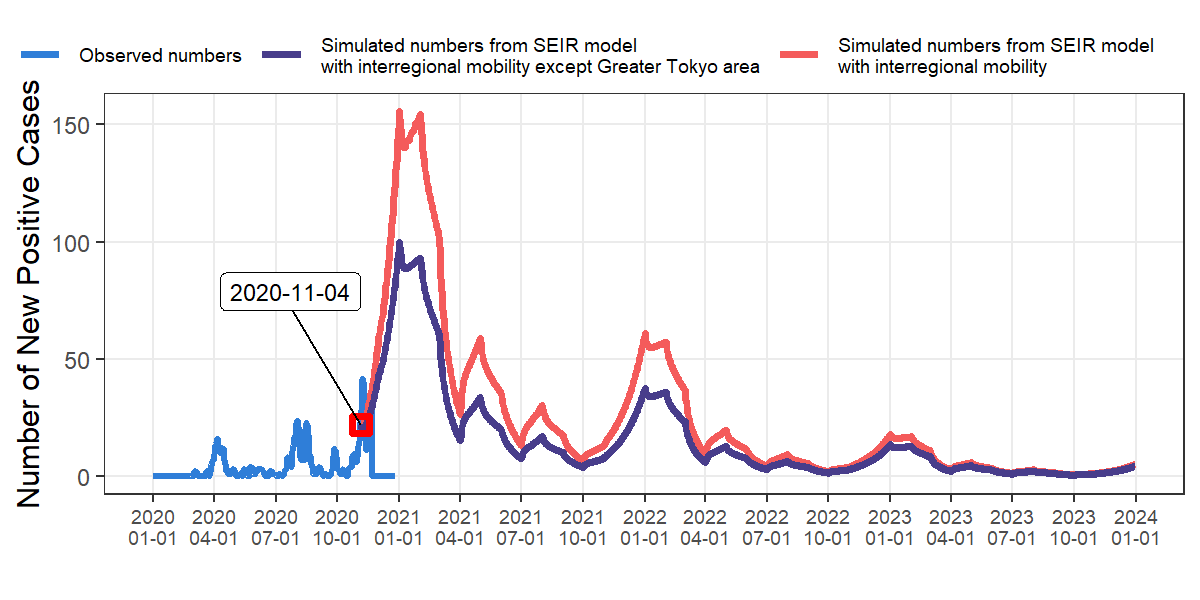 Observed numbers
Simulated numbers from SEIR model
with interregional mobility except Greater Tokyo area
Simulated numbers from SEIR model
with interregional mobility
Number of New Positive Cases
150
100
50
0
2020-11-04
2020 2020 2020 2020 2021 2021 2021 2021 2022 2022 2022 2022 2023 2023 2023 2023 2024
01-01 04-01 07-01 10-01 01-01 04-01 07-01 10-01 01-01 04-01 07-01 10-01 01-01 04-01 07-01 10-01 01-01